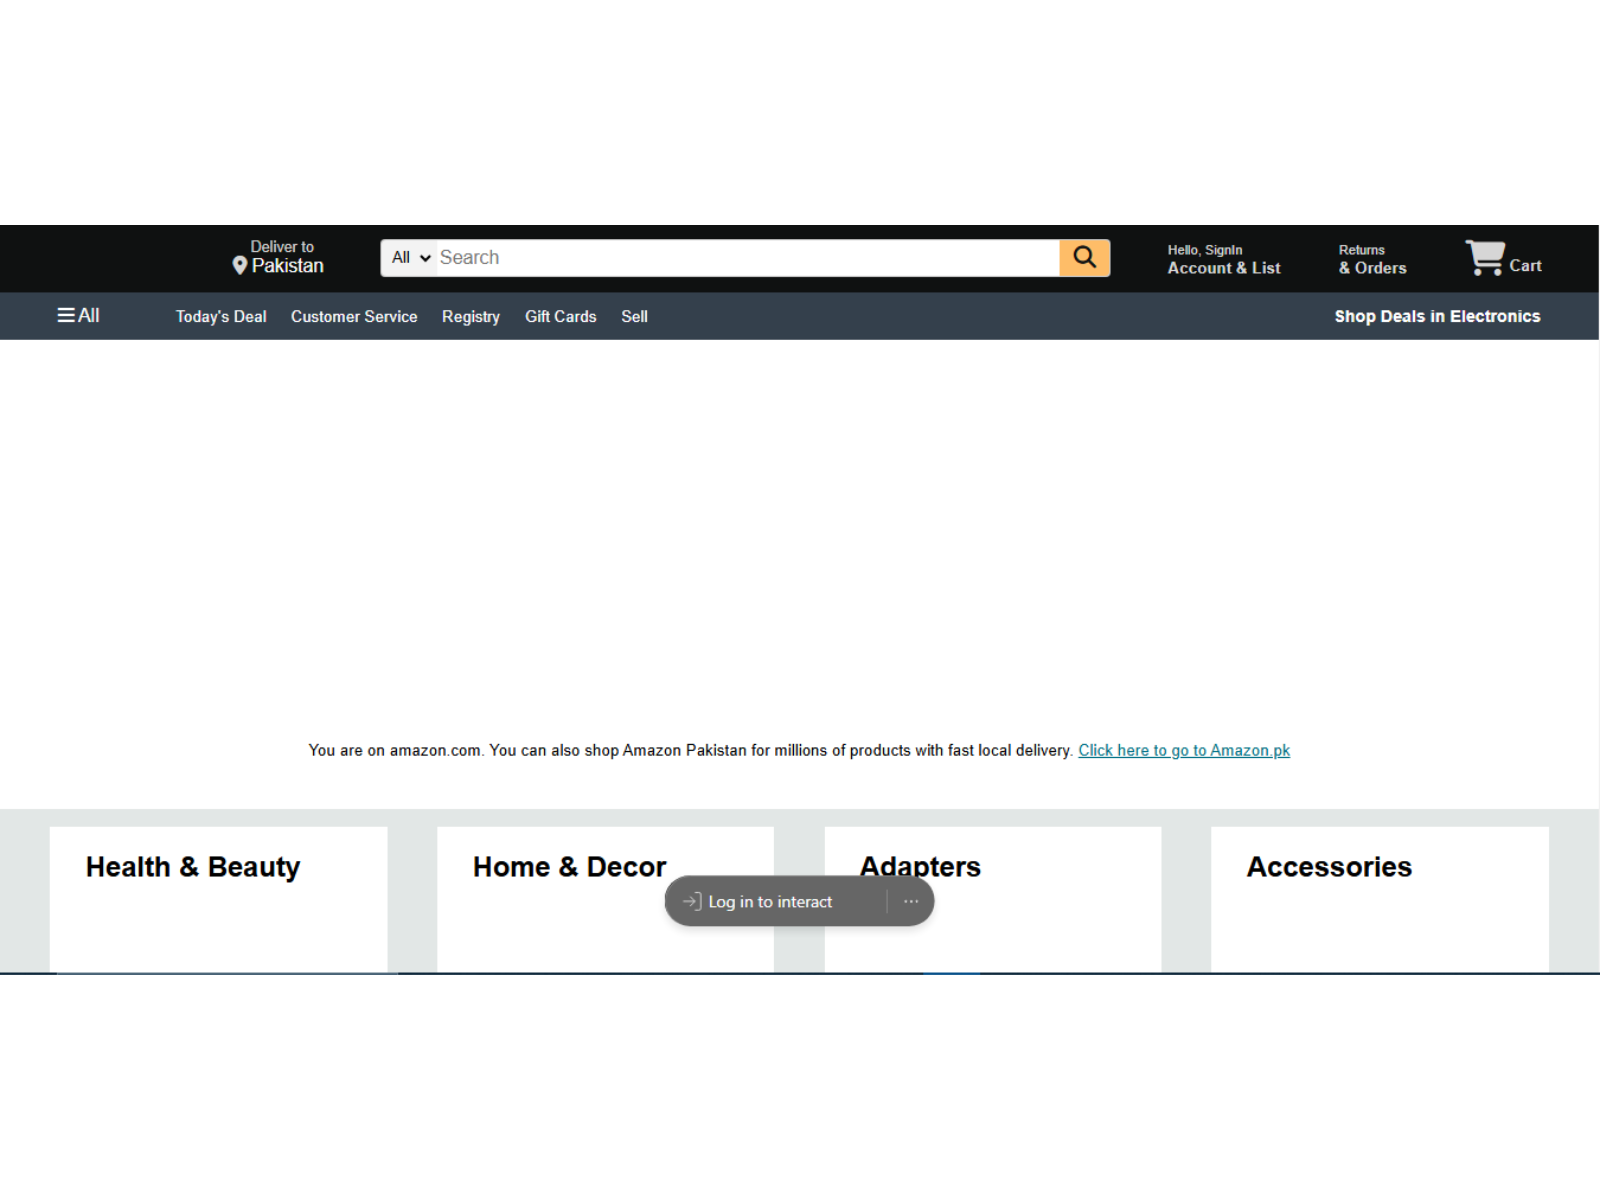 Deliver to
Pakistan
All
Search
Hello, SignIn
Account & List
Returns
& Orders
Cart
All
Today's Deal
Customer Service
Registry
Gift Cards
Sell
Shop Deals in Electronics
You are on amazon.com. You can also shop Amazon Pakistan for millions of products with fast local delivery. Click here to go to Amazon.pk
Health & Beauty
Home & Decor
Adapters
Accessories
Log in to interact